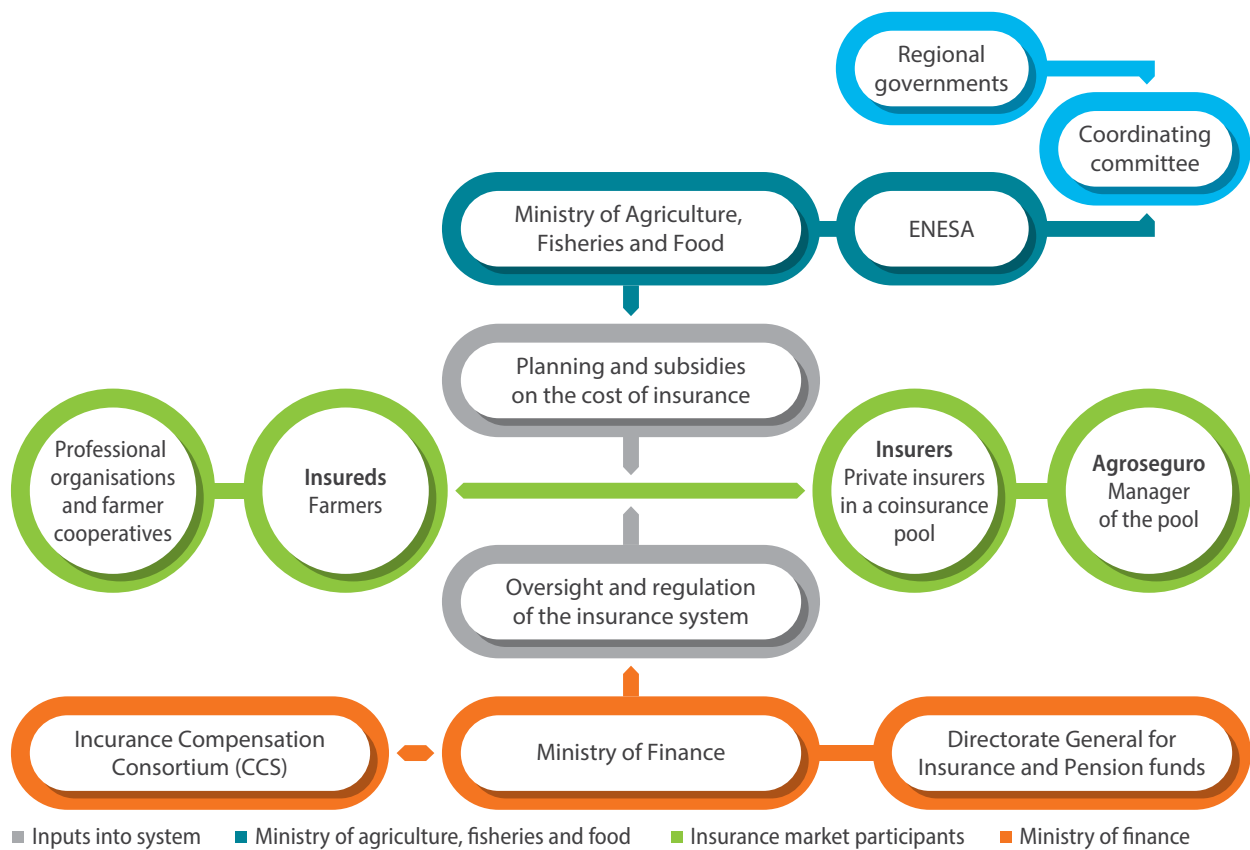 Regional
governments
Coordinating
committee
Ministry of Agriculture,
Fisheries and Food
ENESA
Planning and subsidies
on the cost of insurance
Professional
organisations
and farmer
cooperatives
Insureds
Farmers
Insurers
Private insurers
in a coinsurance
pool
Agroseguro
Manager
of the pool
Oversight and regulation
of the insurance system
Incurance Compensation
Consortium (CCS)
Ministry of Finance
Directorate General for
Insurance and Pension funds
Inputs into system
Ministry of agriculture, fisheries and food
Insurance market participants
Ministry of finance